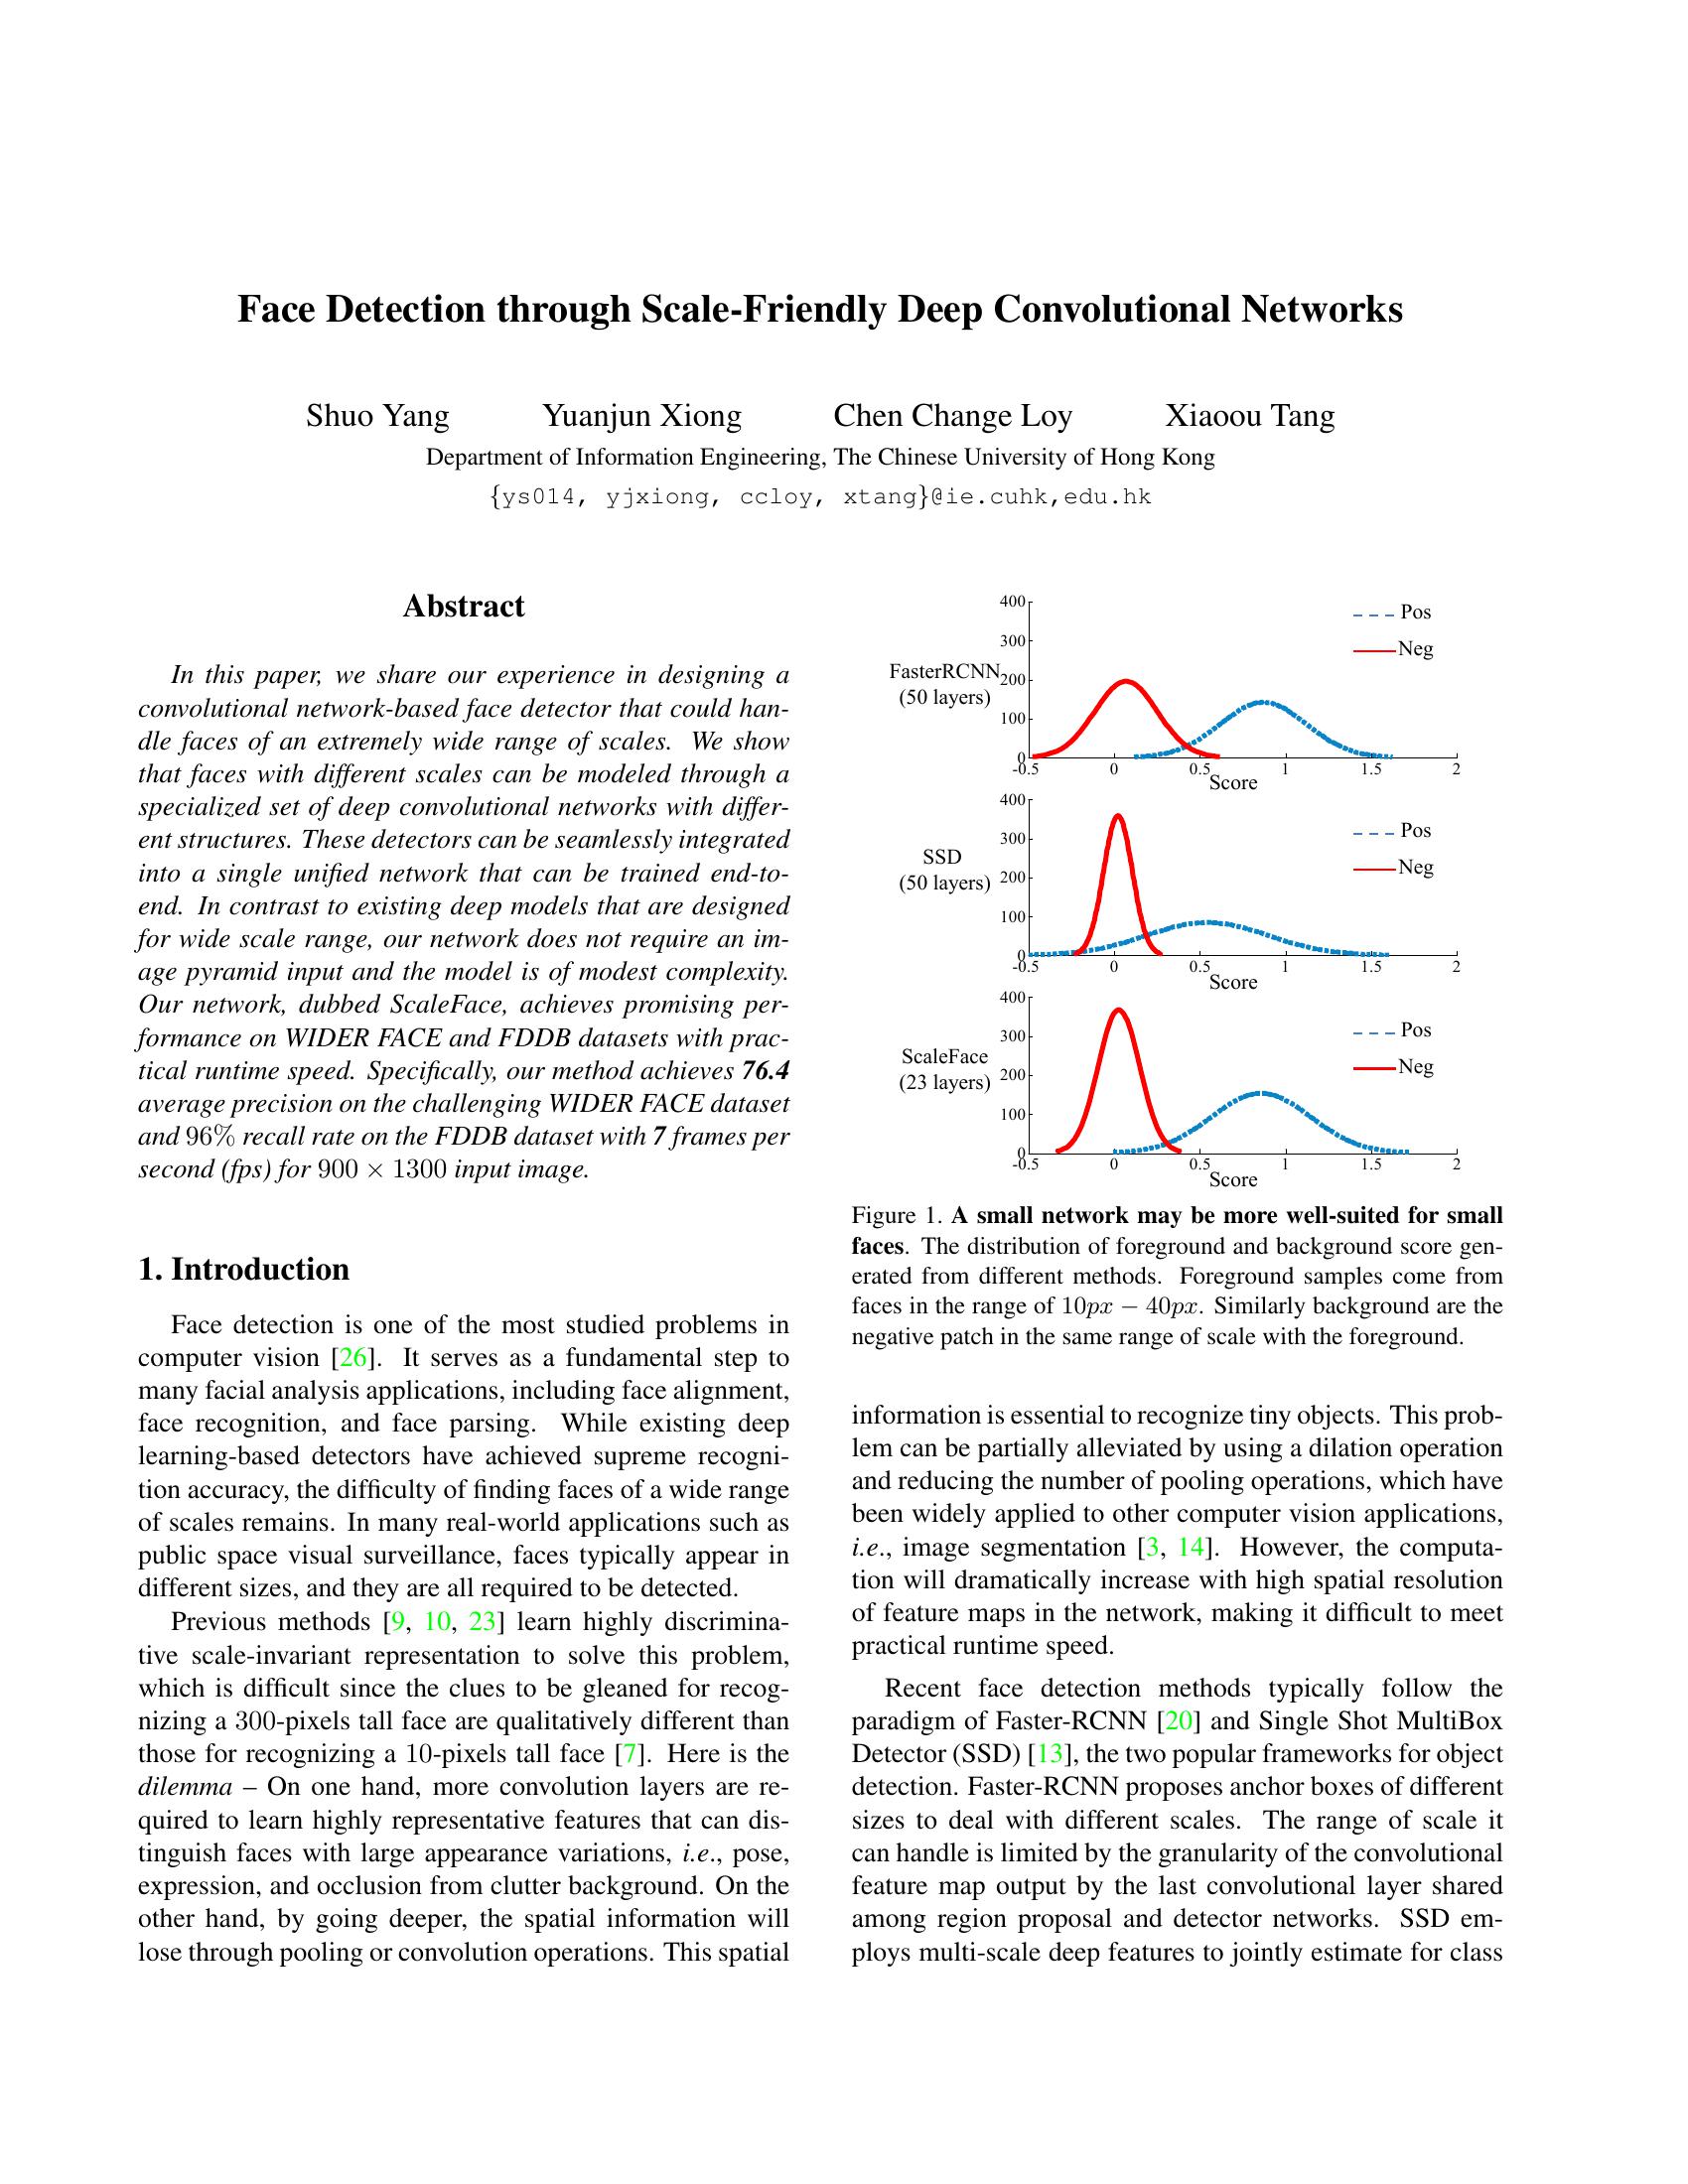 Face Detection through Scale-Friendly Deep Convolutional Networks
Shuo Yang Yuanjun Xiong Chen Change Loy Xiaoou Tang
Department of Information Engineering, The Chinese University of Hong Kong
{ys014, yjxiong, ccloy, xtang}@ie.cuhk,edu.hk
Abstract
In this paper, we share our experience in designing a
convolutional network-based face detector that could han-
dle faces of an extremely wide range of scales. We show
that faces with different scales can be modeled through a
specialized set of deep convolutional networks with differ-
ent structures. These detectors can be seamlessly integrated
into a single unified network that can be trained end-to-
end. In contrast to existing deep models that are designed
for wide scale range, our network does not require an im-
age pyramid input and the model is of modest complexity.
Our network, dubbed ScaleFace, achieves promising per-
formance on WIDER FACE and FDDB datasets with prac-
tical runtime speed. Specifically, our method achieves 76.4
average precision on the challenging WIDER FACE dataset
and 96% recall rate on the FDDB dataset with 7 frames per
second (fps) for 900 × 1300 input image.
1. Introduction
Face detection is one of the most studied problems in
computer vision [26]. It serves as a fundamental step to
many facial analysis applications, including face alignment,
face recognition, and face parsing. While existing deep
learning-based detectors have achieved supreme recogni-
tion accuracy, the difficulty of finding faces of a wide range
of scales remains. In many real-world applications such as
public space visual surveillance, faces typically appear in
different sizes, and they are all required to be detected.
Previous methods [9, 10, 23] learn highly discrimina-
tive scale-invariant representation to solve this problem,
which is difficult since the clues to be gleaned for recog-
nizing a 300-pixels tall face are qualitatively different than
those for recognizing a 10-pixels tall face [7]. Here is the
dilemma – On one hand, more convolution layers are re-
quired to learn highly representative features that can dis-
tinguish faces with large appearance variations, i.e., pose,
expression, and occlusion from clutter background. On the
other hand, by going deeper, the spatial information will
lose through pooling or convolution operations. This spatial
400
300
200
100
0
FasterRCNN
(50 layers)
Pos
Neg
-0.5 0 0.5 1 1.5 2
Score
400
300
200
100
0
SSD
(50 layers)
Pos
Neg
-0.5 0 0.5 1 1.5 2
Score
400
300
200
100
0
ScaleFace
(23 layers)
Pos
Neg
-0.5 0 0.5 1 1.5 2
Score
Figure 1. A small network may be more well-suited for small
faces. The distribution of foreground and background score gen-
erated from different methods. Foreground samples come from
faces in the range of 10px − 40px. Similarly background are the
negative patch in the same range of scale with the foreground.
information is essential to recognize tiny objects. This prob-
lem can be partially alleviated by using a dilation operation
and reducing the number of pooling operations, which have
been widely applied to other computer vision applications,
i.e., image segmentation [3, 14]. However, the computa-
tion will dramatically increase with high spatial resolution
of feature maps in the network, making it difficult to meet
practical runtime speed.
Recent face detection methods typically follow the
paradigm of Faster-RCNN [20] and Single Shot MultiBox
Detector (SSD) [13], the two popular frameworks for object
detection. Faster-RCNN proposes anchor boxes of different
sizes to deal with different scales. The range of scale it
can handle is limited by the granularity of the convolutional
feature map output by the last convolutional layer shared
among region proposal and detector networks. SSD em-
ploys multi-scale deep features to jointly estimate for class